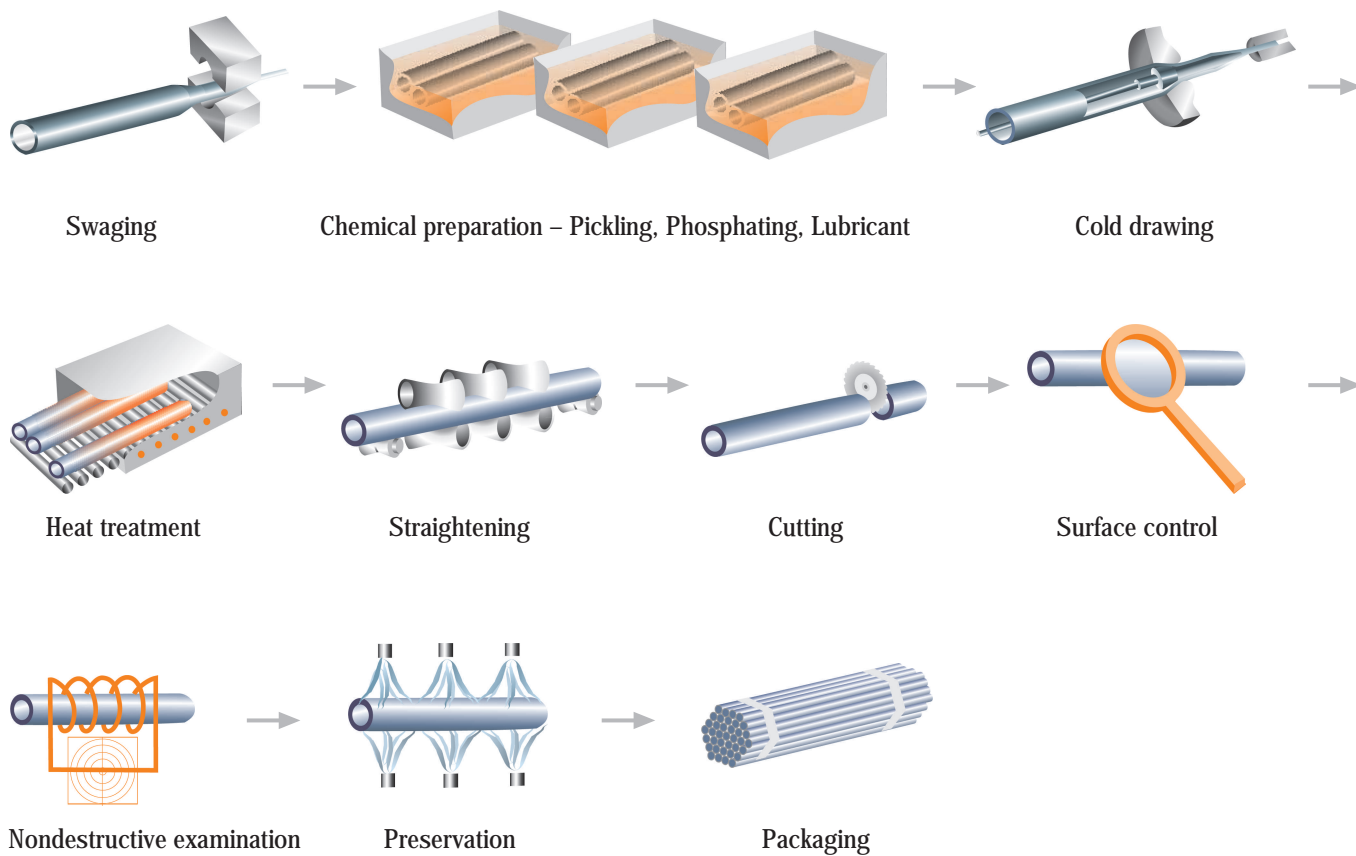 Swaging
Chemical preparation – Pickling, Phosphating, Lubricant
Cold drawing
Heat treatment
Straightening
Cutting
Surface control
Nondestructive examination
Preservation
Packaging